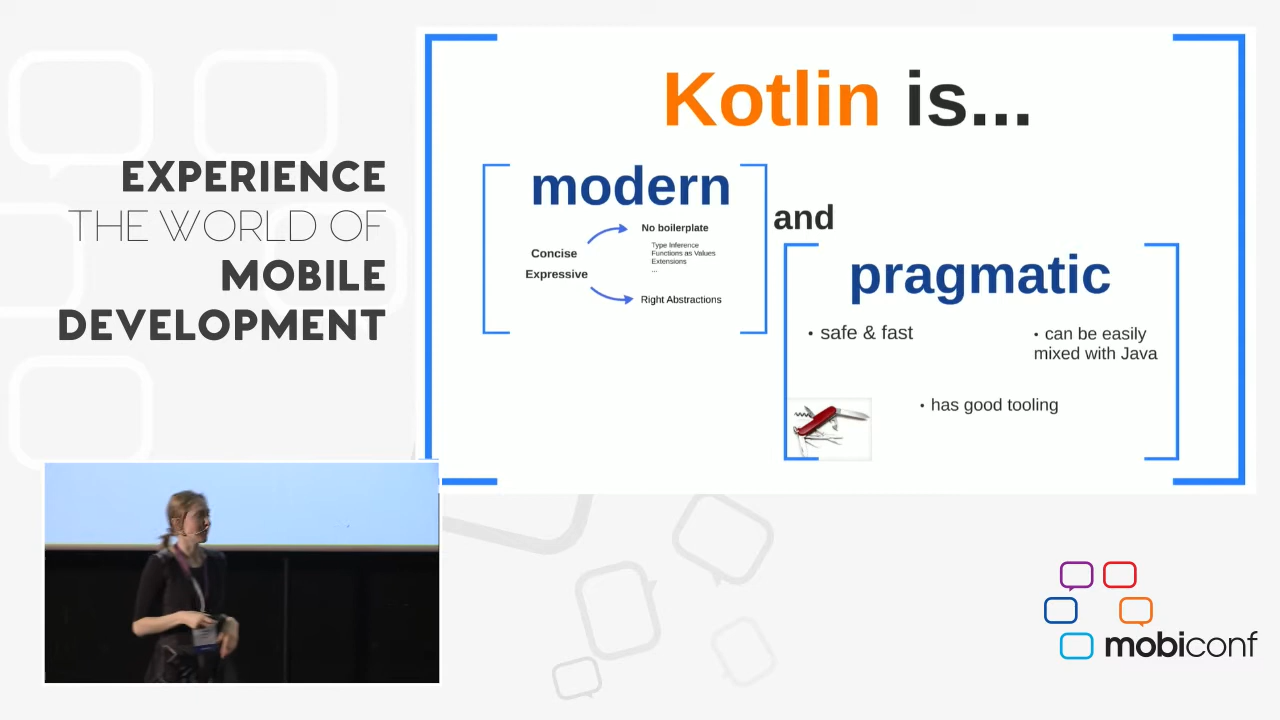 EXPERIENCE
THE WORLD OF
MOBILE
DEVELOPMENT
Kotlin is...
modern
Concise
Expressive
No boilerplate
Type Inference
Functions as Values
Extensions
...
Right Abstractions
and
pragmatic
• safe & fast
• can be easily
mixed with Java
• has good tooling
mobiconf